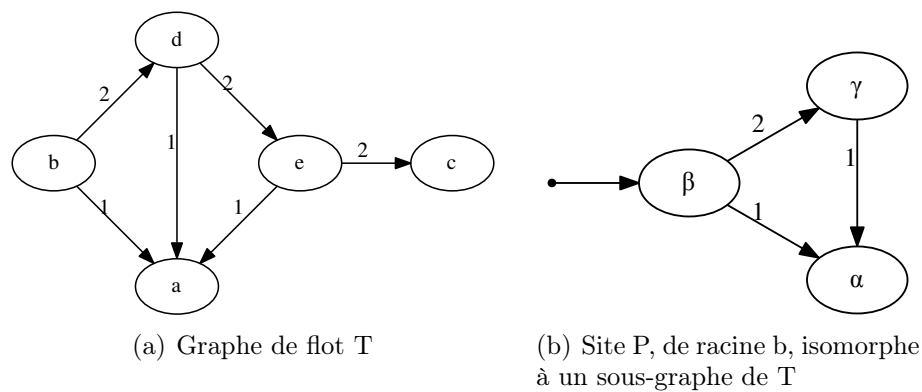 d
2
2
1
b
e
2
c
1
1
a
(a) Graphe de flot T
γ
2
β
1
1
α
(b) Site P, de racine b, isomorphe
à un sous-graphe de T